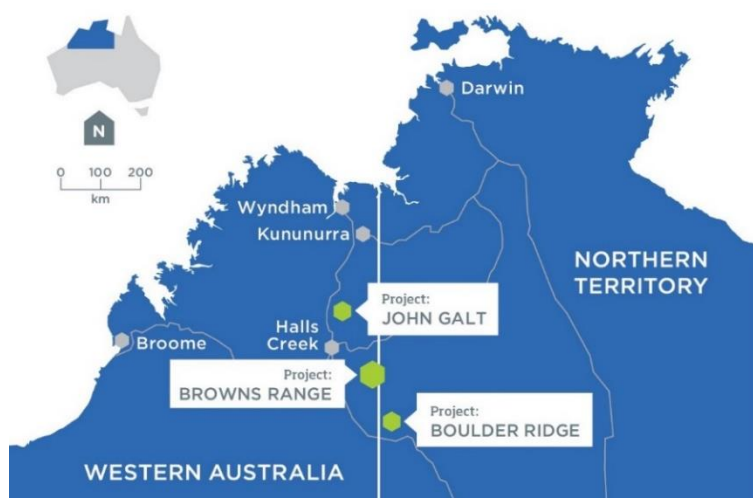 Darwin
N
0 100 200
km
Wyndham
Kununurra
NORTHERN
TERRITORY
Project:
JOHN GALT
Halls
Creek
Broome
Project:
BROWNS RANGE
Project:
BOULDER RIDGE
WESTERN AUSTRALIA